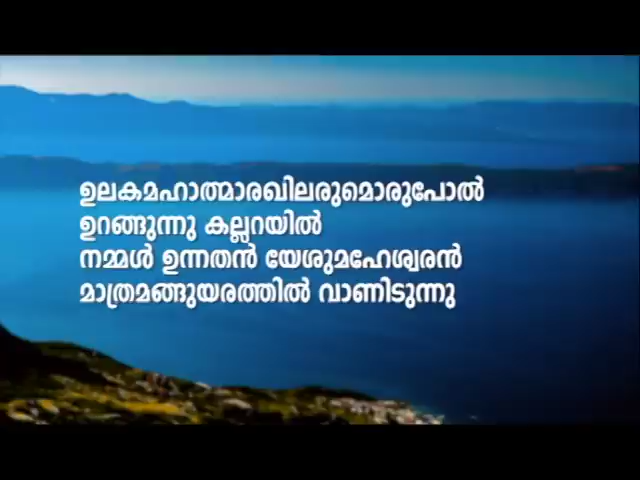 ഉലകമഹാത്മാരഖിലരുമൊരുപോൽ
ഉറങ്ങുന്നു കല്ലറയിൽ
നമ്മൾ ഉന്നതൻ യേശുമഹേശ്വരൻ
മാത്രമങ്ങുയരത്തിൽ വാണിടുന്നു